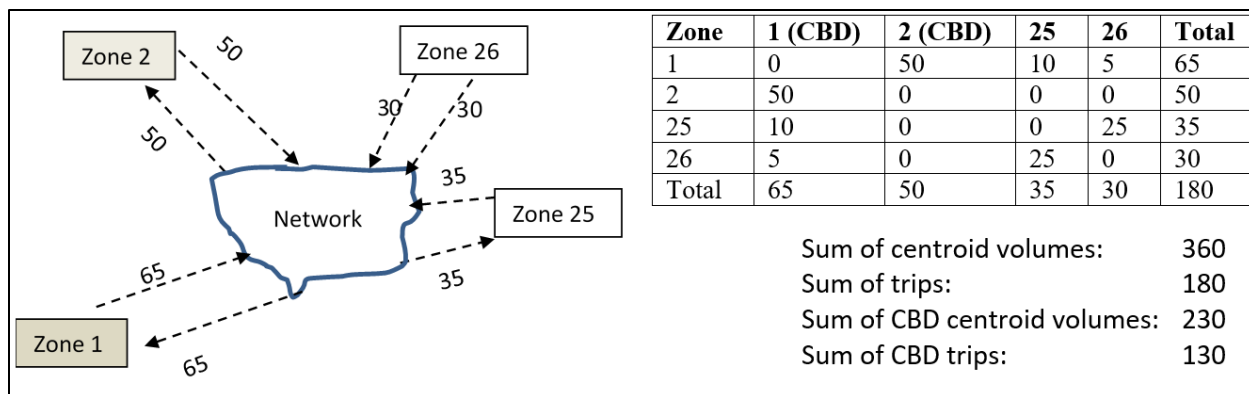 Zone 2
50
Zone 26
50
30
30
35
Network
Zone 25
65
35
Zone 1
65
Zone 1 (CBD) 2 (CBD) 25 26 Total
1 0 50 10 5 65
2 50 0 0 0 50
25 10 0 0 25 35
26 5 0 25 0 30
Total 65 50 35 30 180
Sum of centroid volumes: 360
Sum of trips: 180
Sum of CBD centroid volumes: 230
Sum of CBD trips: 130